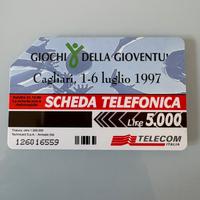 GIOCHI DELLA GIOVENTU'
Cagliari, 1-6 luglio 1997
SCHEDA TELEFONICA
LIRE 5.000
TELECOM
ITALIA
126016559